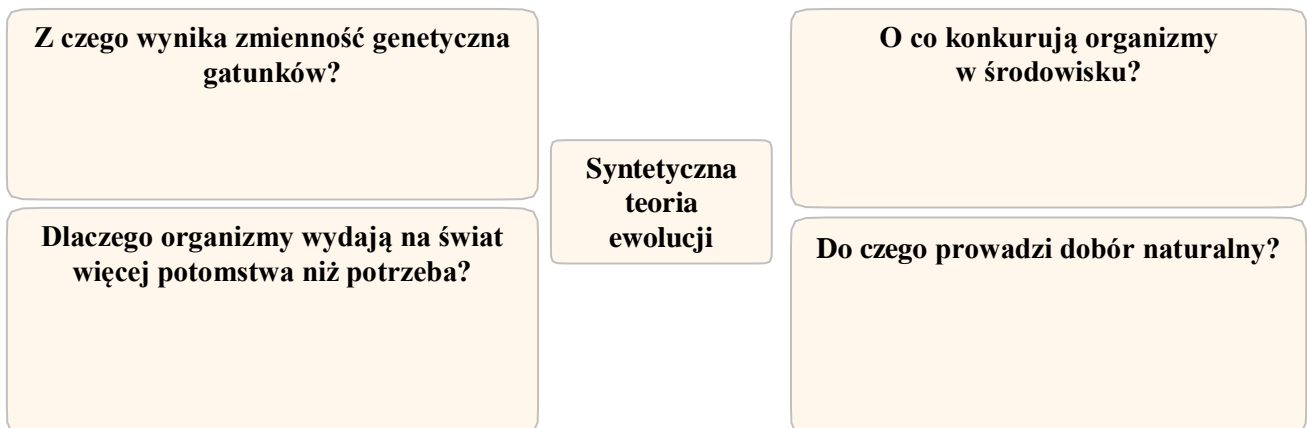 Z czego wynika zmienność genetyczna
gatunków?
Dlaczego organizmy wydają na świat
więcej potomstwa niż potrzeba?
Syntetyczna
teoria
ewolucji
O co konkurują organizmy
w środowisku?
Do czego prowadzi dobór naturalny?